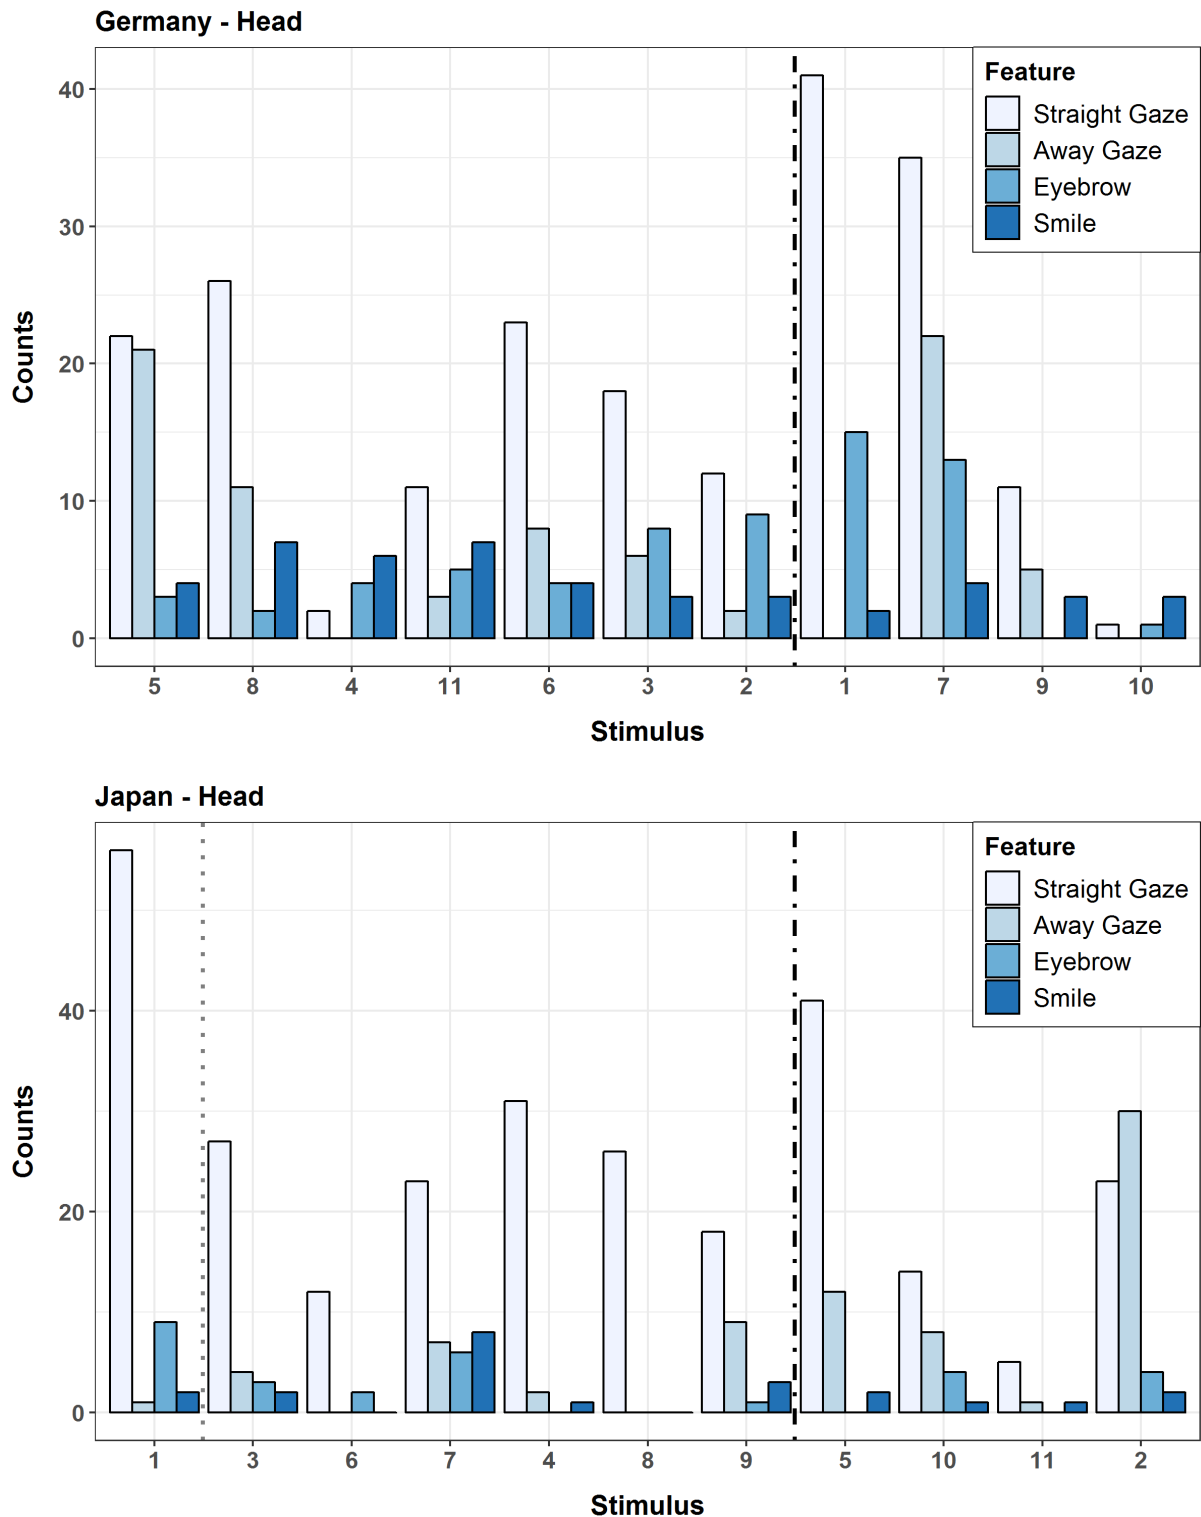 Germany - Head
Feature
Straight Gaze
Away Gaze
Eyebrow
Smile
40
30
20
10
0
Counts
5 8 4 11 6 3 2 1 7 9 10
Stimulus
Japan - Head
Feature
Straight Gaze
Away Gaze
Eyebrow
Smile
40
20
0
Counts
1 3 6 7 4 8 9 5 10 11 2
Stimulus